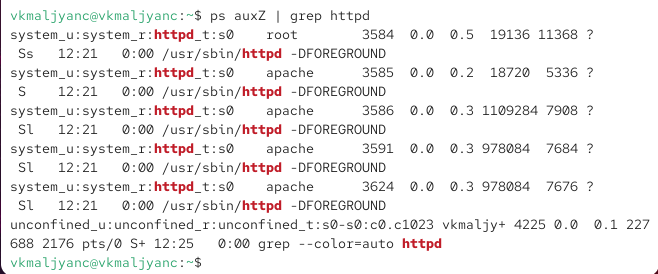 vkmaljyanc@vkmaljyanc:~$ ps auxZ | grep httpd
system_u:system_r:httpd_t:s0    root        3584  0.0  0.5  19136 11368 ?
 Ss   12:21   0:00 /usr/sbin/httpd -DFOREGROUND
system_u:system_r:httpd_t:s0    apache      3585  0.0  0.2  18720  5336 ?
 S    12:21   0:00 /usr/sbin/httpd -DFOREGROUND
system_u:system_r:httpd_t:s0    apache      3586  0.0  0.3 1109284 7908 ?
 Sl   12:21   0:00 /usr/sbin/httpd -DFOREGROUND
system_u:system_r:httpd_t:s0    apache      3591  0.0  0.3 978084  7684 ?
 Sl   12:21   0:00 /usr/sbin/httpd -DFOREGROUND
system_u:system_r:httpd_t:s0    apache      3624  0.0  0.3 978084  7676 ?
 Sl   12:21   0:00 /usr/sbin/httpd -DFOREGROUND
unconfined_u:unconfined_r:unconfined_t:s0-s0:c0.c1023 vkmaljy+ 4225 0.0  0.1 227
688 2176 pts/0 S+ 12:25   0:00 grep --color=auto httpd
vkmaljyanc@vkmaljyanc:~$